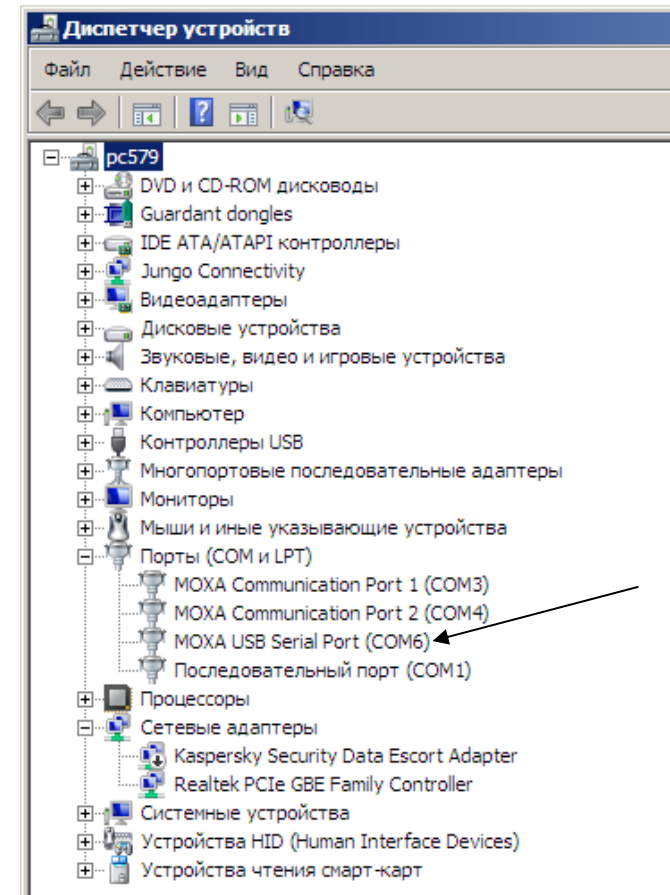 Диспетчер устройств
Файл Действие Вид Справка
pc579
DVD и CD-ROM дисководы
Guardant dongles
IDE ATA/ATAPI контроллеры
Jungo Connectivity
Видеоадаптеры
Дисковые устройства
Звуковые, видео и игровые устройства
Клавиатуры
Компьютер
Контроллеры USB
Многопортовые последовательные адаптеры
Мониторы
Мыши и иные указывающие устройства
Порты (COM и LPT)
MOXA Communication Port 1 (COM3)
MOXA Communication Port 2 (COM4)
MOXA USB Serial Port (COM6)
Последовательный порт (COM1)
Процессоры
Сетевые адаптеры
Kaspersky Security Data Escort Adapter
Realtek PCIe GBE Family Controller
Системные устройства
Устройства HID (Human Interface Devices)
Устройства чтения смарт-карт